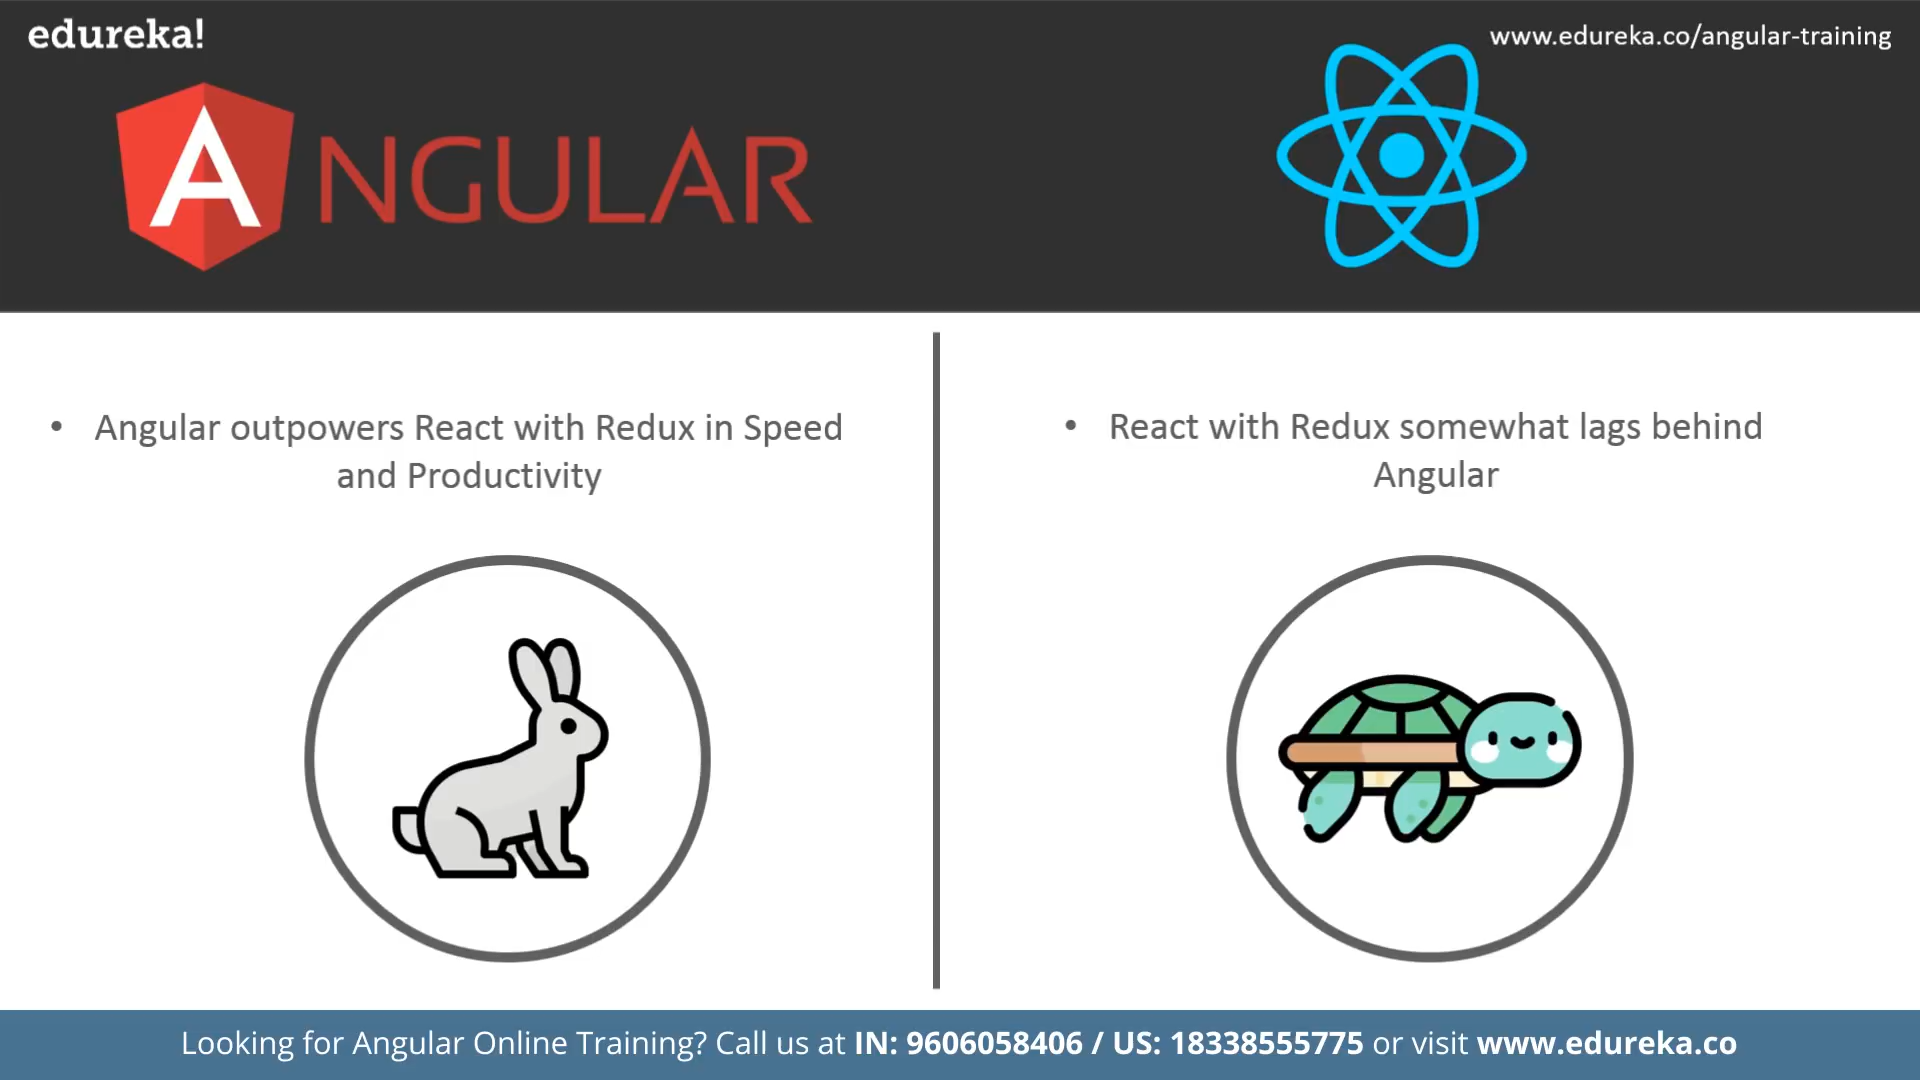 edureka!
www.edureka.co/angular-training
ANGULAR
• Angular outpowers React with Redux in Speed
and Productivity
• React with Redux somewhat lags behind
Angular
Looking for Angular Online Training? Call us at IN: 9606058406 / US: 18338555775 or visit www.edureka.co